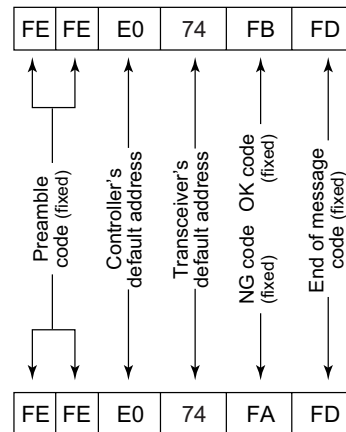 FE FE E0 74 FB FD
Preamble
code (fixed)
Controller's
default address
Transceiver's
default address
OK code
(fixed)
NG code
(fixed)
End of message
code (fixed)
FE FE E0 74 FA FD